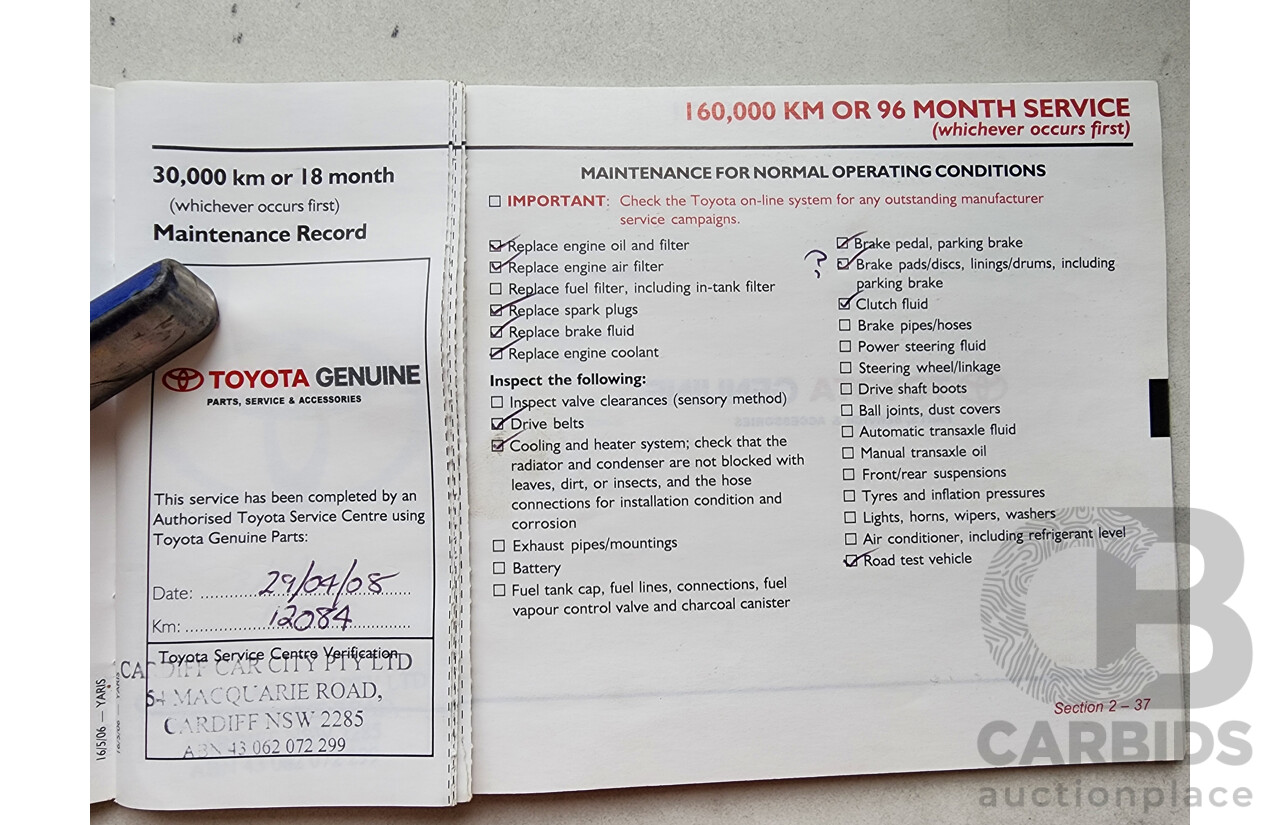 30,000 km or 18 month
(whichever occurs first)
Maintenance Record
TOYOTA GENUINE
PARTS, SERVICE & ACCESSORIES
This service has been completed by an
Authorised Toyota Service Centre using
Toyota Genuine Parts:
Date: 29/04/08
Km: 12084
Toyota Service Centre Verification
CARDIFF CAR CITY PTY LTD
54 MACQUARIE ROAD,
CARDIFF NSW 2285
ABN 43 062 072 299
16/5/06 — YARIS
160,000 KM OR 96 MONTH SERVICE
(whichever occurs first)
MAINTENANCE FOR NORMAL OPERATING CONDITIONS
IMPORTANT: Check the Toyota on-line system for any outstanding manufacturer
service campaigns.
Replace engine oil and filter
Replace engine air filter
Replace fuel filter, including in-tank filter
Replace spark plugs
Replace brake fluid
Replace engine coolant
Inspect the following:
Inspect valve clearances (sensory method)
Drive belts
Cooling and heater system; check that the
radiator and condenser are not blocked with
leaves, dirt, or insects, and the hose
connections for installation condition and
corrosion
Exhaust pipes/mountings
Battery
Fuel tank cap, fuel lines, connections, fuel
vapour control valve and charcoal canister
Brake pedal, parking brake
? Brake pads/discs, linings/drums, including
parking brake
Clutch fluid
Brake pipes/hoses
Power steering fluid
Steering wheel/linkage
Drive shaft boots
Ball joints, dust covers
Automatic transaxle fluid
Manual transaxle oil
Front/rear suspensions
Tyres and inflation pressures
Lights, horns, wipers, washers
Air conditioner, including refrigerant level
Road test vehicle
Section 2 – 37
CB
CARBIDS
auctionplace